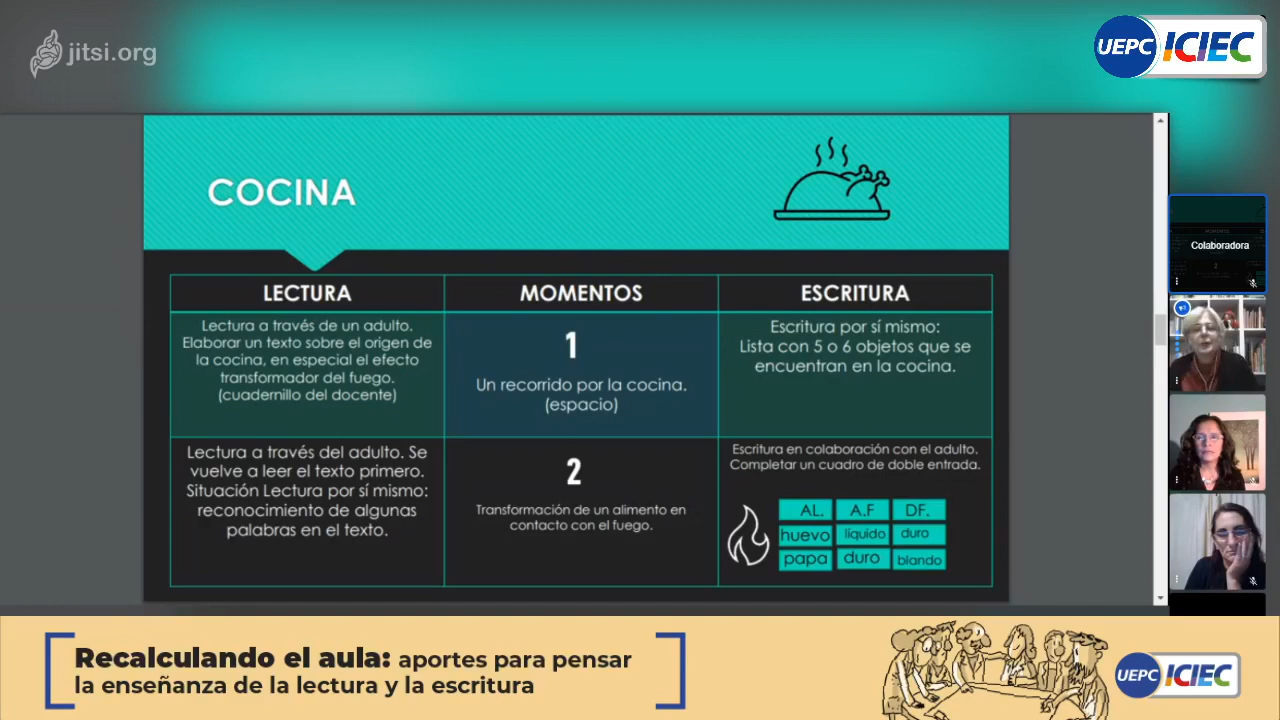 jitsi.org
UEPC ICIEC
COCINA
LECTURA
MOMENTOS
ESCRITURA
Lectura a través de un adulto.
Elaborar un texto sobre el origen de
la cocina, en especial el efecto
transformador del fuego.
(cuadernillo del docente)
1
Un recorrido por la cocina.
(espacio)
Escritura por sí mismo:
Lista con 5 o 6 objetos que se
encuentran en la cocina.
Lectura a través del adulto. Se
vuelve a leer el texto primero.
Situación Lectura por sí mismo:
reconocimiento de algunas
palabras en el texto.
2
Transformación de un alimento en
contacto con el fuego.
Escritura en colaboración con el adulto.
Completar un cuadro de doble entrada.
AL. A.F DF.
huevo líquido duro
papa duro blando
Colaboradora
Recalculando el aula: aportes para pensar
la enseñanza de la lectura y la escritura
UEPC ICIEC